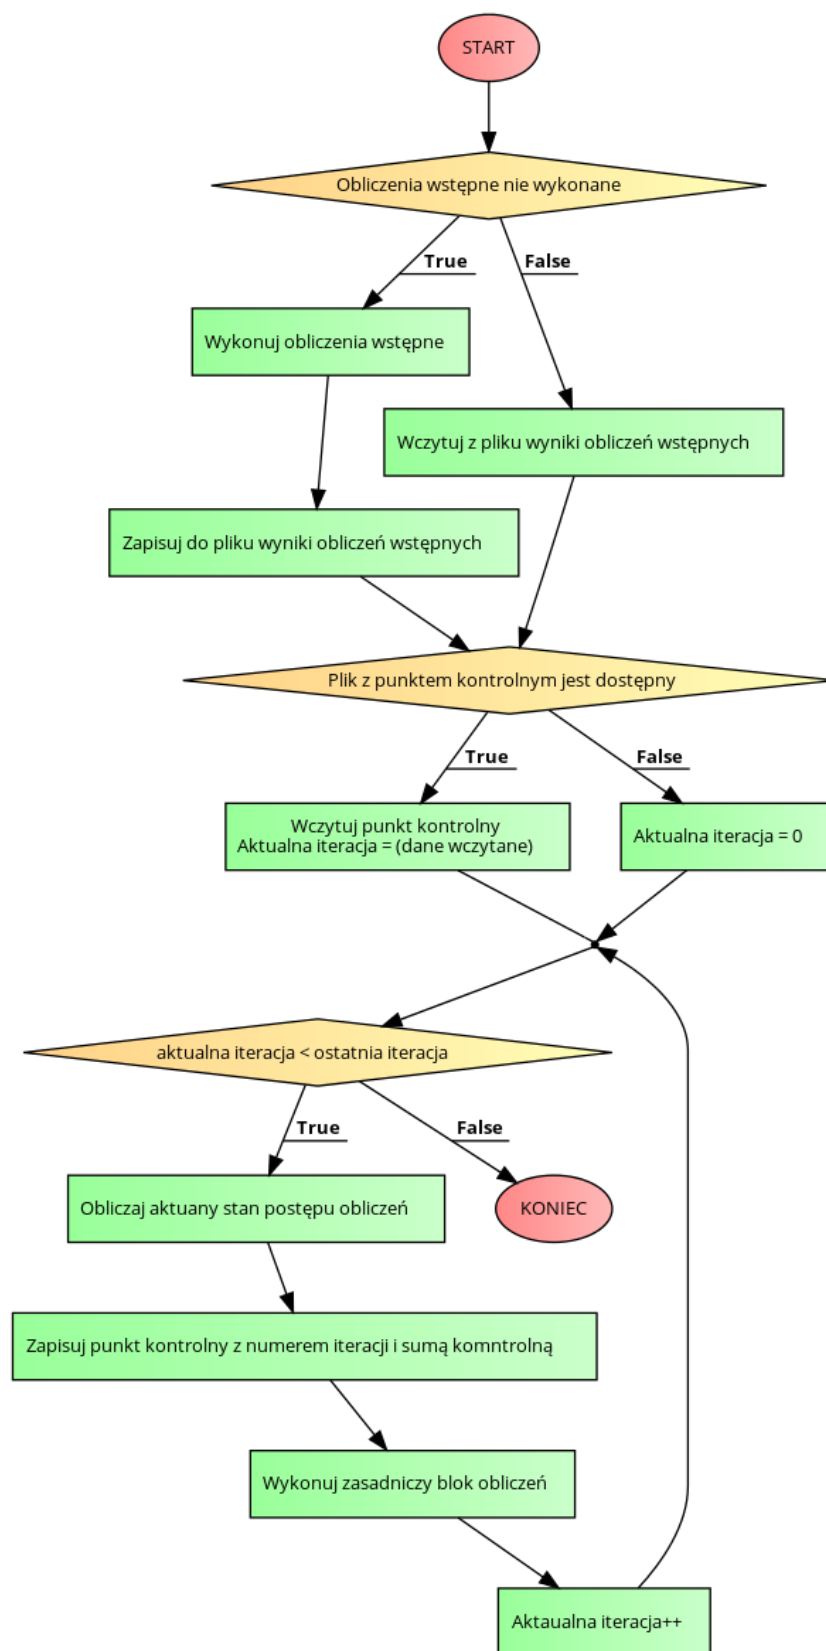 START
Obliczenia wstępne nie wykonane
True
False
Wykonuj obliczenia wstępne
Wczytuj z pliku wyniki obliczeń wstępnych
Zapisuj do pliku wyniki obliczeń wstępnych
Plik z punktem kontrolnym jest dostępny
True
False
Wczytuj punkt kontrolny
Aktualna iteracja = (dane wczytane)
Aktualna iteracja = 0
aktualna iteracja < ostatnia iteracja
True
False
Obliczaj aktuany stan postępu obliczeń
KONIEC
Zapisuj punkt kontrolny z numerem iteracji i sumą komntrolną
Wykonuj zasadniczy blok obliczeń
Aktaualna iteracja++